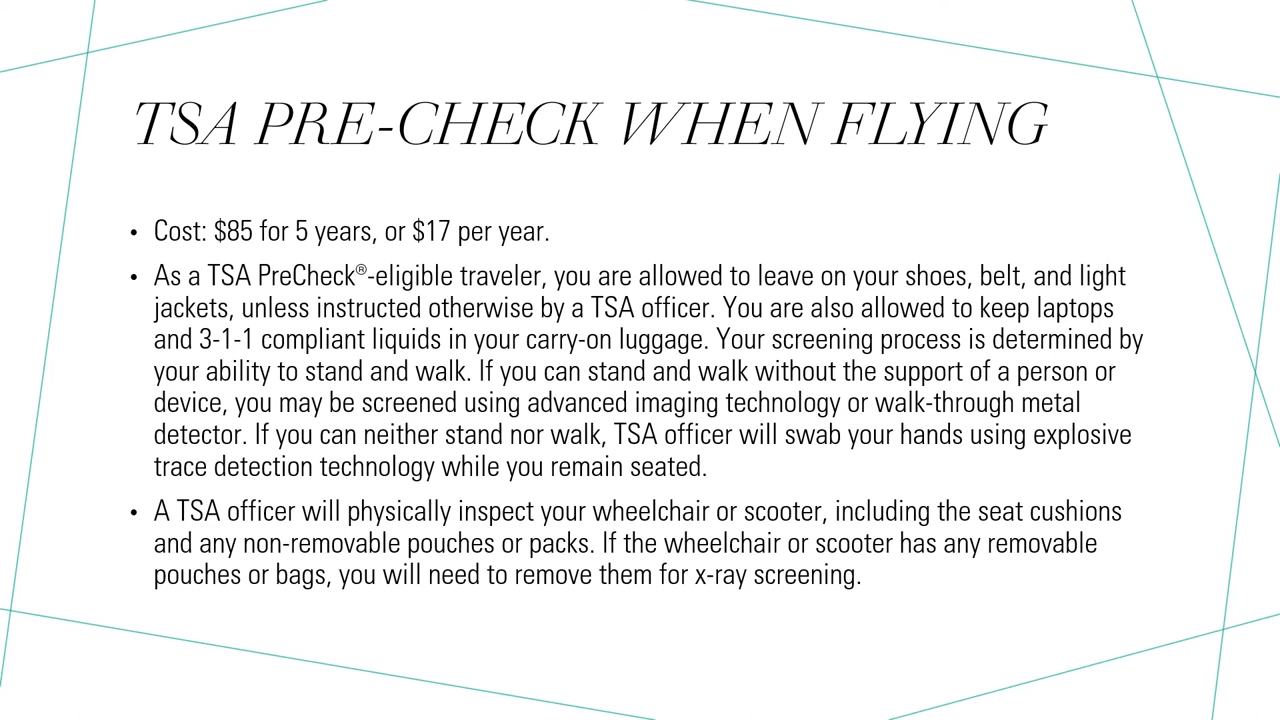 TSA PRE-CHECK WHEN FLYING
• Cost: $85 for 5 years, or $17 per year.
• As a TSA PreCheck®-eligible traveler, you are allowed to leave on your shoes, belt, and light
jackets, unless instructed otherwise by a TSA officer. You are also allowed to keep laptops
and 3-1-1 compliant liquids in your carry-on luggage. Your screening process is determined by
your ability to stand and walk. If you can stand and walk without the support of a person or
device, you may be screened using advanced imaging technology or walk-through metal
detector. If you can neither stand nor walk, TSA officer will swab your hands using explosive
trace detection technology while you remain seated.
• A TSA officer will physically inspect your wheelchair or scooter, including the seat cushions
and any non-removable pouches or packs. If the wheelchair or scooter has any removable
pouches or bags, you will need to remove them for x-ray screening.